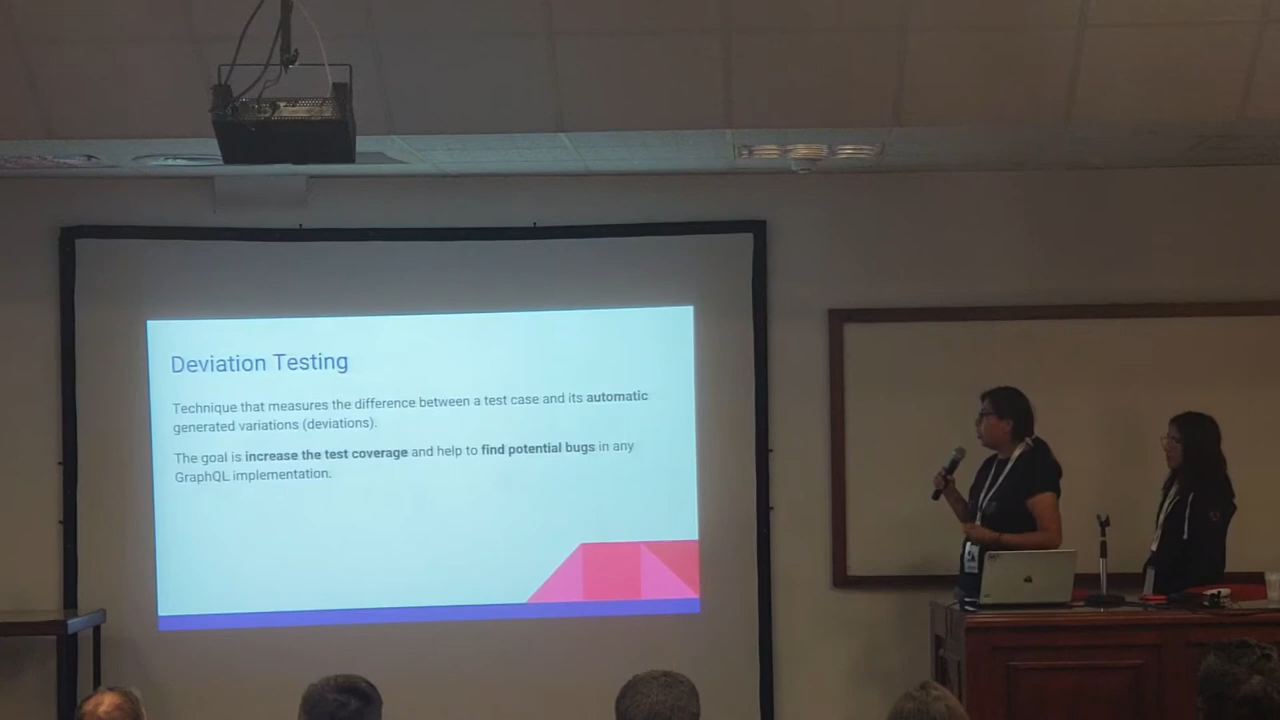 Deviation Testing
Technique that measures the difference between a test case and its automatic
generated variations (deviations).
The goal is increase the test coverage and help to find potential bugs in any
GraphQL implementation.